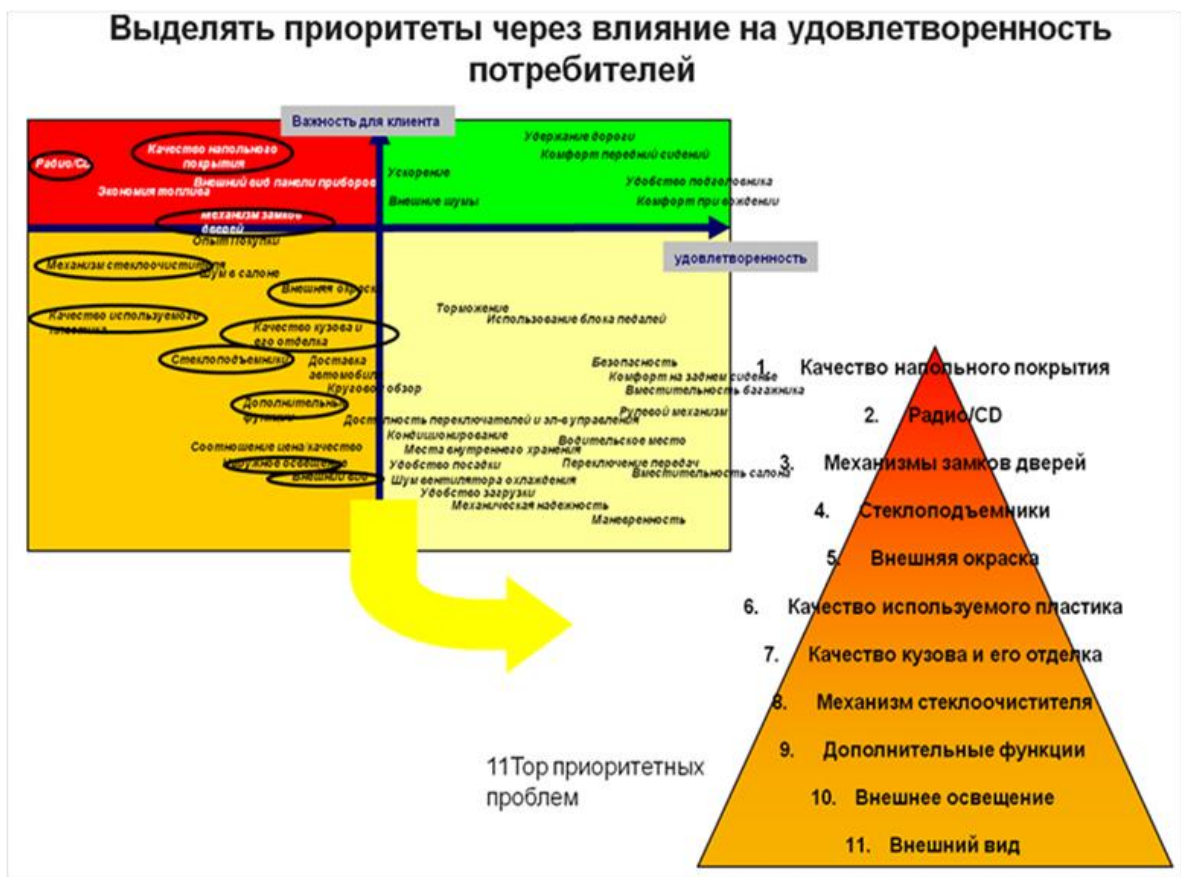 Выделять приоритеты через влияние на удовлетворенность
потребителей
Важность для клиента
Радио/CD
Качество напольного
покрытия
Внешний вид панели приборов
Экономия топлива
Механизм замков
дверей
Удержание дороги
Комфорт передний сидений
Ускорение
Удобство подголовника
Внешние шумы
Комфорт при вождении
удовлетворенность
Опыт Покупки
Механизм стеклоочистителя
Шум в салоне
Внешняя окраска
Качество используемого
пластика
Качество кузова и
его отделка
Стеклоподъемники
Доставка
автомобиля
Круговой обзор
Дополнительные
функции
Соотношение цена/качество
Наружное освещение
Внешний вид
Торможение
Использование блока педалей
Безопасность
Комфорт на заднем сиденье
Вместительность багажника
Рулевой механизм
Доступность переключателей и эл-в управления
Кондиционирование
Водительское место
Места внутреннего хранения
Удобство посадки
Переключение передач
Вместительность салона
Шум вентилятора охлаждения
Удобство загрузки
Механическая надежность
Маневренность
1. Качество напольного покрытия
2. Радио/CD
3. Механизмы замков дверей
4. Стеклоподъемники
5. Внешняя окраска
6. Качество используемого пластика
7. Качество кузова и его отделка
8. Механизм стеклоочистителя
9. Дополнительные функции
10. Внешнее освещение
11. Внешний вид
11Top приоритетных
проблем